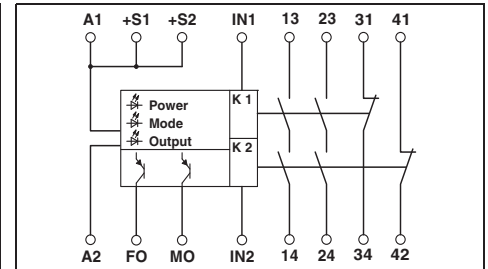 A1 +S1 +S2 IN1 13 23 31 41
K 1
Power
Mode
Output
K 2
A2 FO MO IN2 14 24 34 42